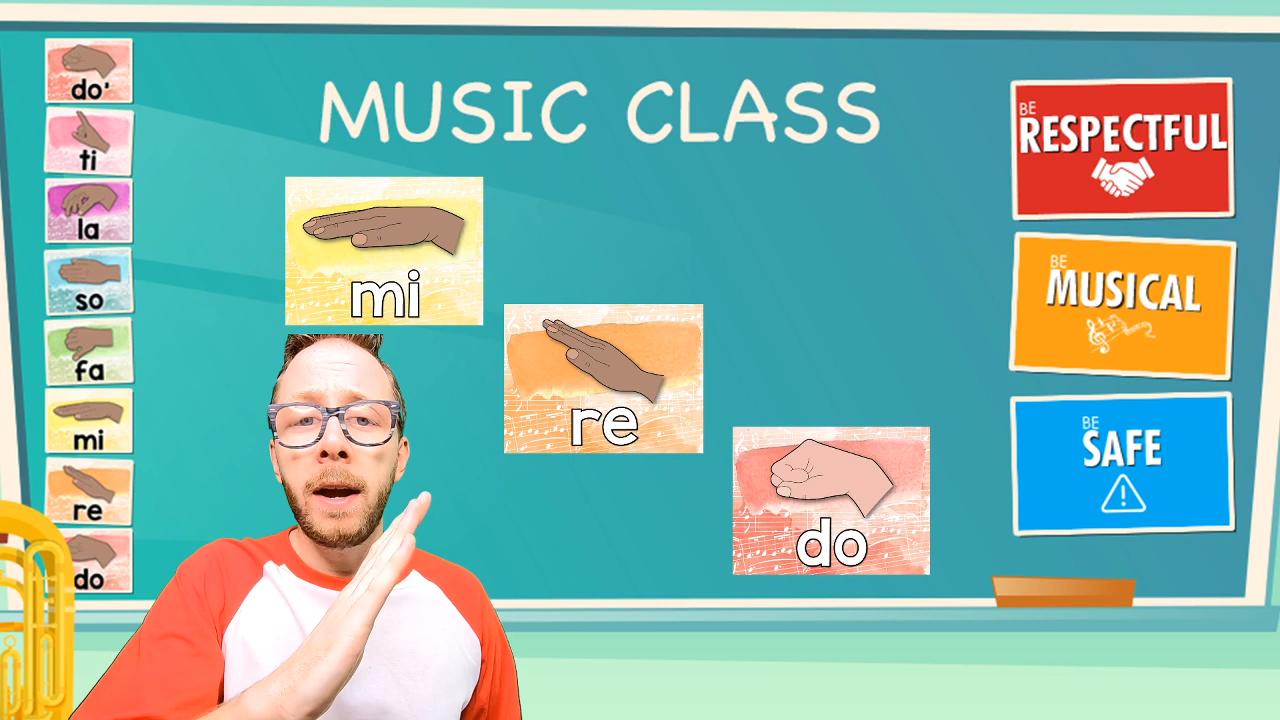 do'
ti
la
so
fa
mi
re
do
MUSIC CLASS
mi
re
do
BE
RESPECTFUL
BE
MUSICAL
BE
SAFE